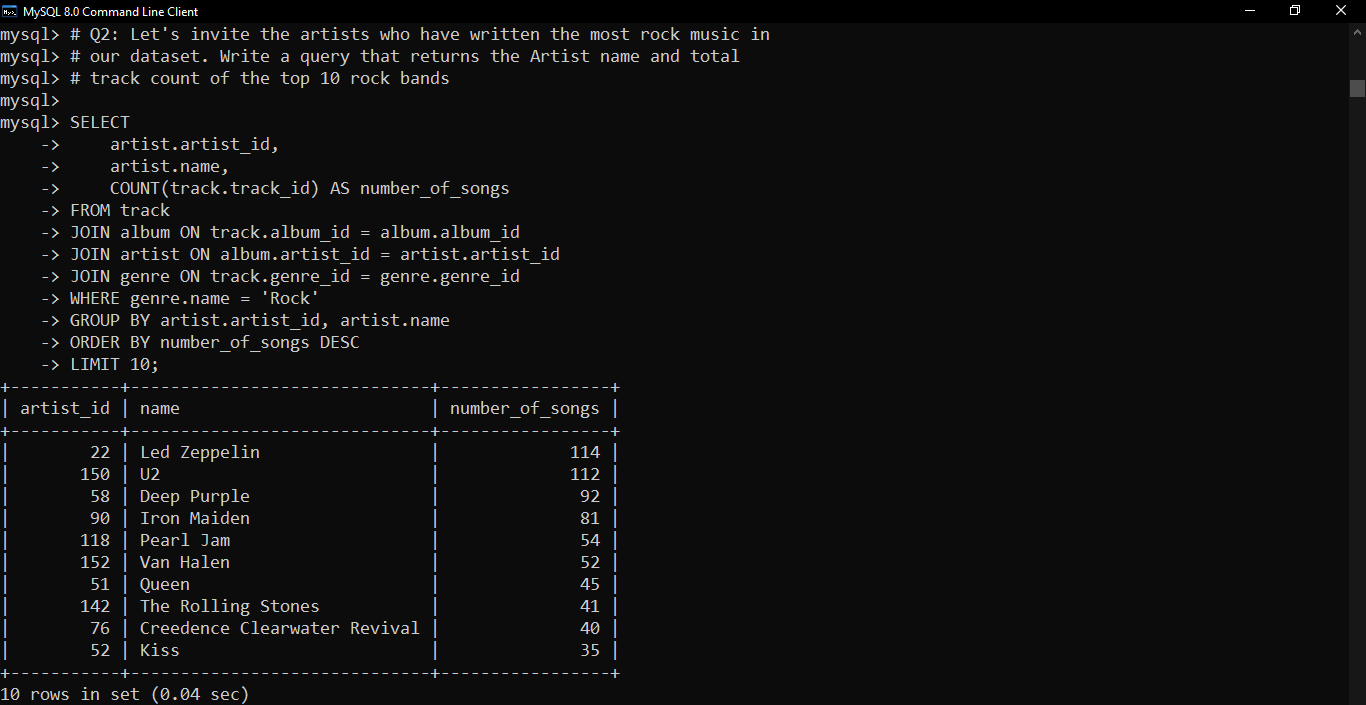 MySQL 8.0 Command Line Client
mysql> # Q2: Let's invite the artists who have written the most rock music in
mysql> # our dataset. Write a query that returns the Artist name and total
mysql> # track count of the top 10 rock bands
mysql>
mysql> SELECT
    ->     artist.artist_id,
    ->     artist.name,
    ->     COUNT(track.track_id) AS number_of_songs
    -> FROM track
    -> JOIN album ON track.album_id = album.album_id
    -> JOIN artist ON album.artist_id = artist.artist_id
    -> JOIN genre ON track.genre_id = genre.genre_id
    -> WHERE genre.name = 'Rock'
    -> GROUP BY artist.artist_id, artist.name
    -> ORDER BY number_of_songs DESC
    -> LIMIT 10;
+-----------+------------------------------+-----------------+
| artist_id | name                         | number_of_songs |
+-----------+------------------------------+-----------------+
|        22 | Led Zeppelin                 |             114 |
|       150 | U2                           |             112 |
|        58 | Deep Purple                  |              92 |
|        90 | Iron Maiden                  |              81 |
|       118 | Pearl Jam                    |              54 |
|       152 | Van Halen                    |              52 |
|        51 | Queen                        |              45 |
|       142 | The Rolling Stones           |              41 |
|        76 | Creedence Clearwater Revival |              40 |
|        52 | Kiss                         |              35 |
+-----------+------------------------------+-----------------+
10 rows in set (0.04 sec)